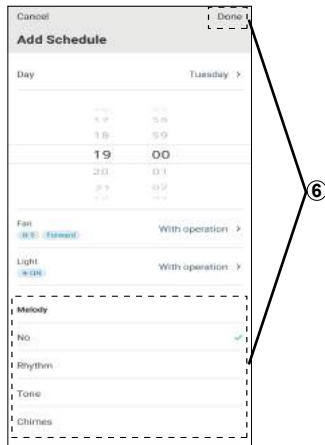 Cancel Done
Add Schedule
Day Tuesday >
17 58
18 59
19 00
20 01
21 02
Fan
Forward With operation >
Light
ON With operation >
Melody
No ✓
Rhythm
Tone
Chimes
⑥